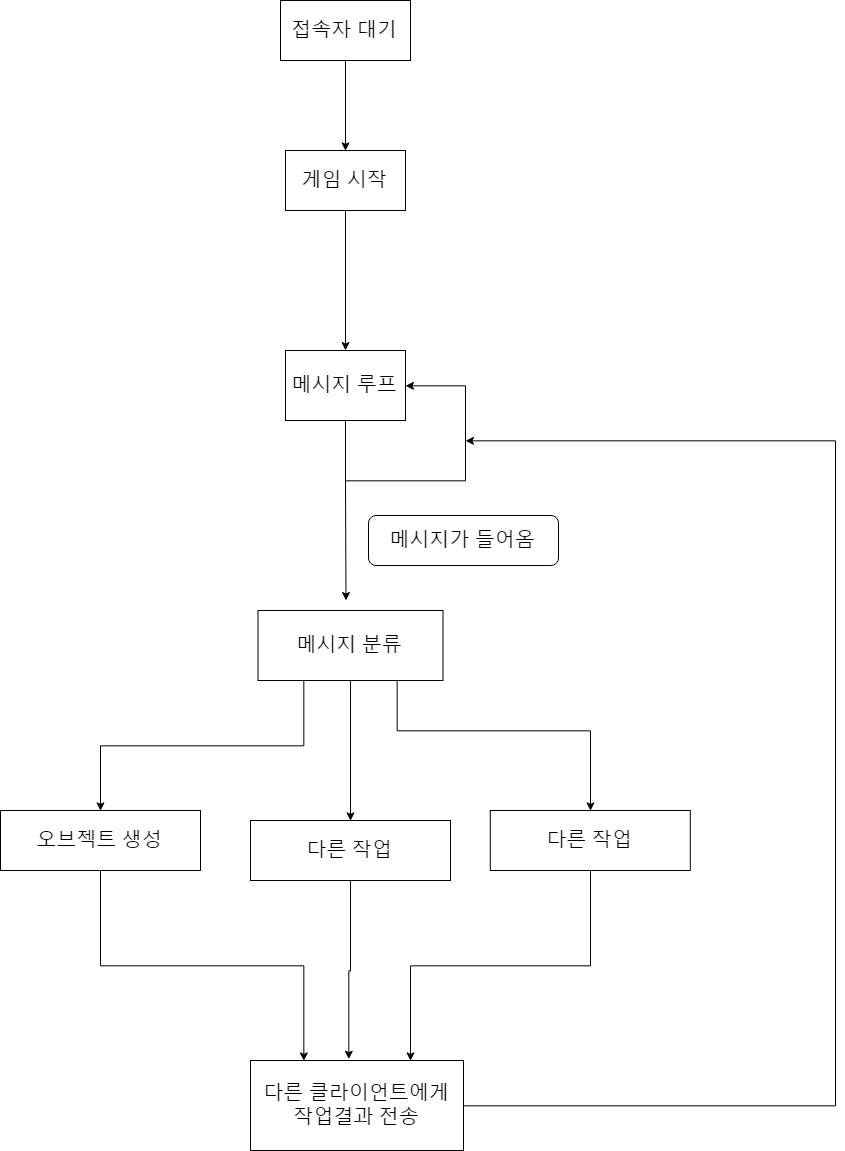 접속자 대기
게임 시작
메시지 루프
메시지가 들어옴
메시지 분류
오브젝트 생성
다른 작업
다른 작업
다른 클라이언트에게
작업결과 전송